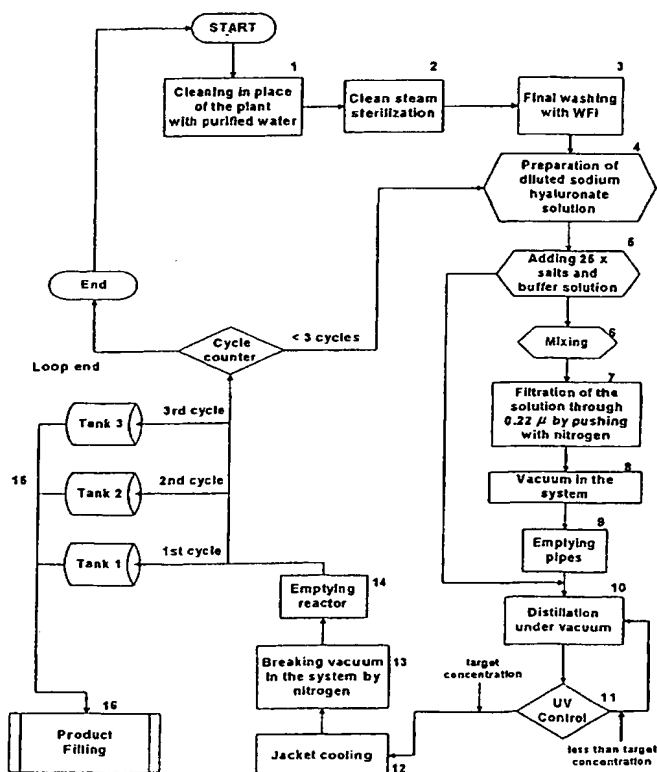 START
1
Cleaning in place
of the plant
with purified water
2
Clean steam
sterilization
3
Final washing
with WFI
4
Preparation of
diluted sodium
hyaluronate
solution
5
Adding 25 x
salts and
buffer solution
6
Mixing
7
Filtration of the
solution through
0.22 μ by pushing
with nitrogen
8
Vacuum in the
system
9
Emptying
pipes
10
Distillation
under vacuum
11
UV
Control
less than target
concentration
target
concentration
12
Jacket cooling
13
Breaking vacuum
in the system by
nitrogen
14
Emptying
reactor
1st cycle
2nd cycle
3rd cycle
Tank 1
Tank 2
Tank 3
15
16
Product
Filling
Cycle
counter
< 3 cycles
Loop end
End